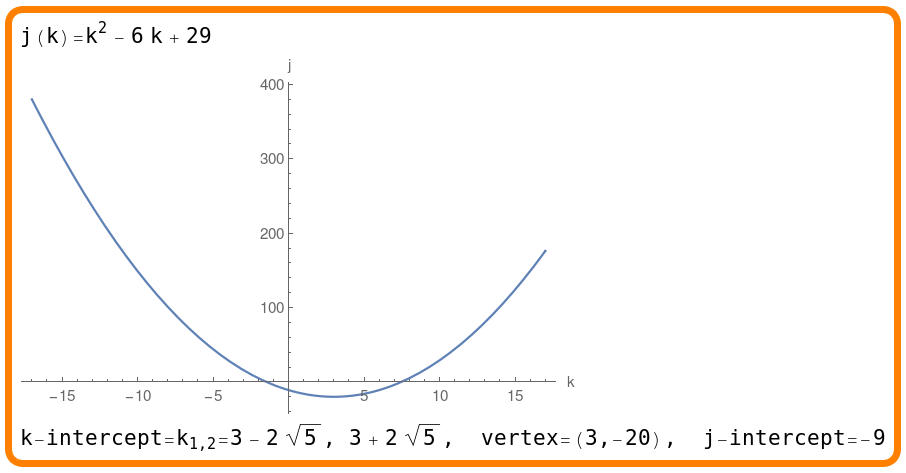 j(k)=k² − 6 k + 29
j
400
300
200
100
−15 −10 −5 5 10 15 k
k−intercept=k₁,₂=3 − 2 √5, 3 + 2 √5, vertex=(3,−20), j−intercept=−9